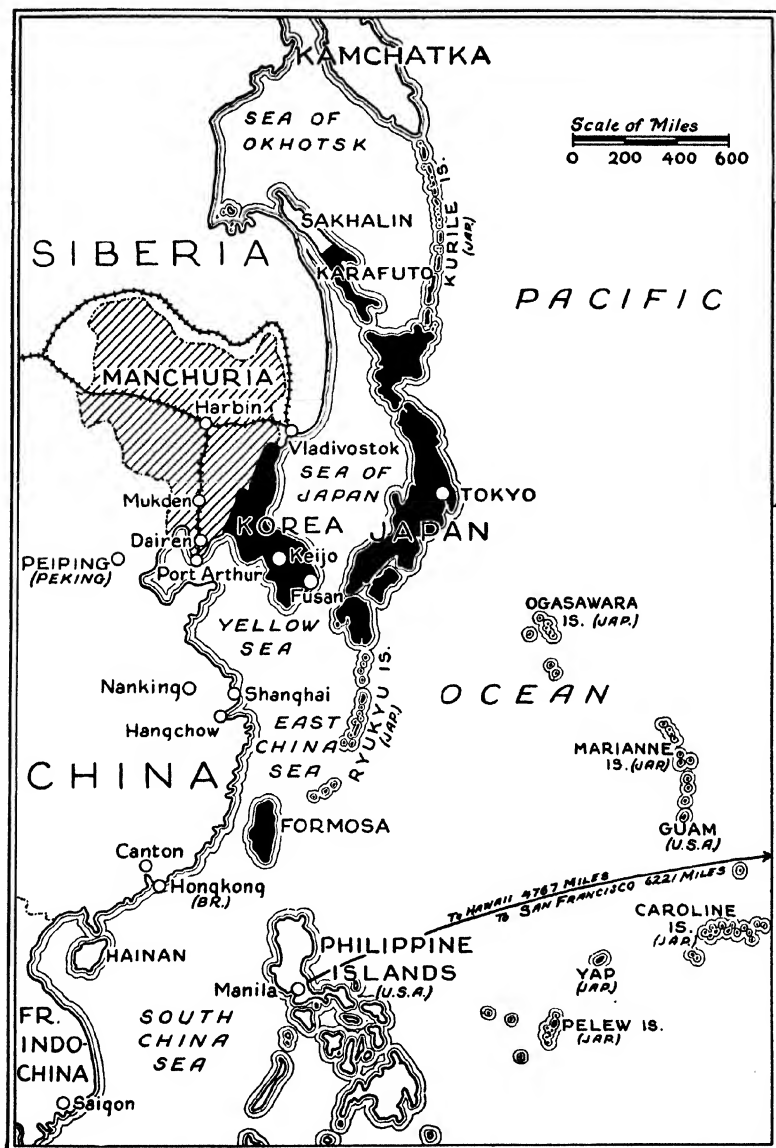 KAMCHATKA
SEA OF
OKHOTSK
Scale of Miles
0 200 400 600
KURILE IS.
(JAP.)
SAKHALIN
KARAFUTO
SIBERIA
PACIFIC
MANCHURIA
Harbin
Vladivostok
SEA OF
JAPAN
Mukden
TOKYO
KOREA
JAPAN
Dairen
PEIPING
(PEKING)
Port Arthur
Keijo
Fusan
YELLOW
SEA
OGASAWARA
IS. (JAP.)
Nanking
Shanghai
Hangchow
RYUKYU IS.
(JAP.)
OCEAN
EAST
CHINA
SEA
MARIANNE
IS. (JAP.)
CHINA
FORMOSA
GUAM
(U.S.A.)
Canton
Hongkong
(BR.)
TO HAWAII 4767 MILES
TO SAN FRANCISCO 6221 MILES
CAROLINE
IS.
(JAP.)
HAINAN
PHILIPPINE
ISLANDS
(U.S.A.)
Manila
YAP
(JAP.)
FR.
INDO-
CHINA
SOUTH
CHINA
SEA
PELEW IS.
(JAP.)
Saigon